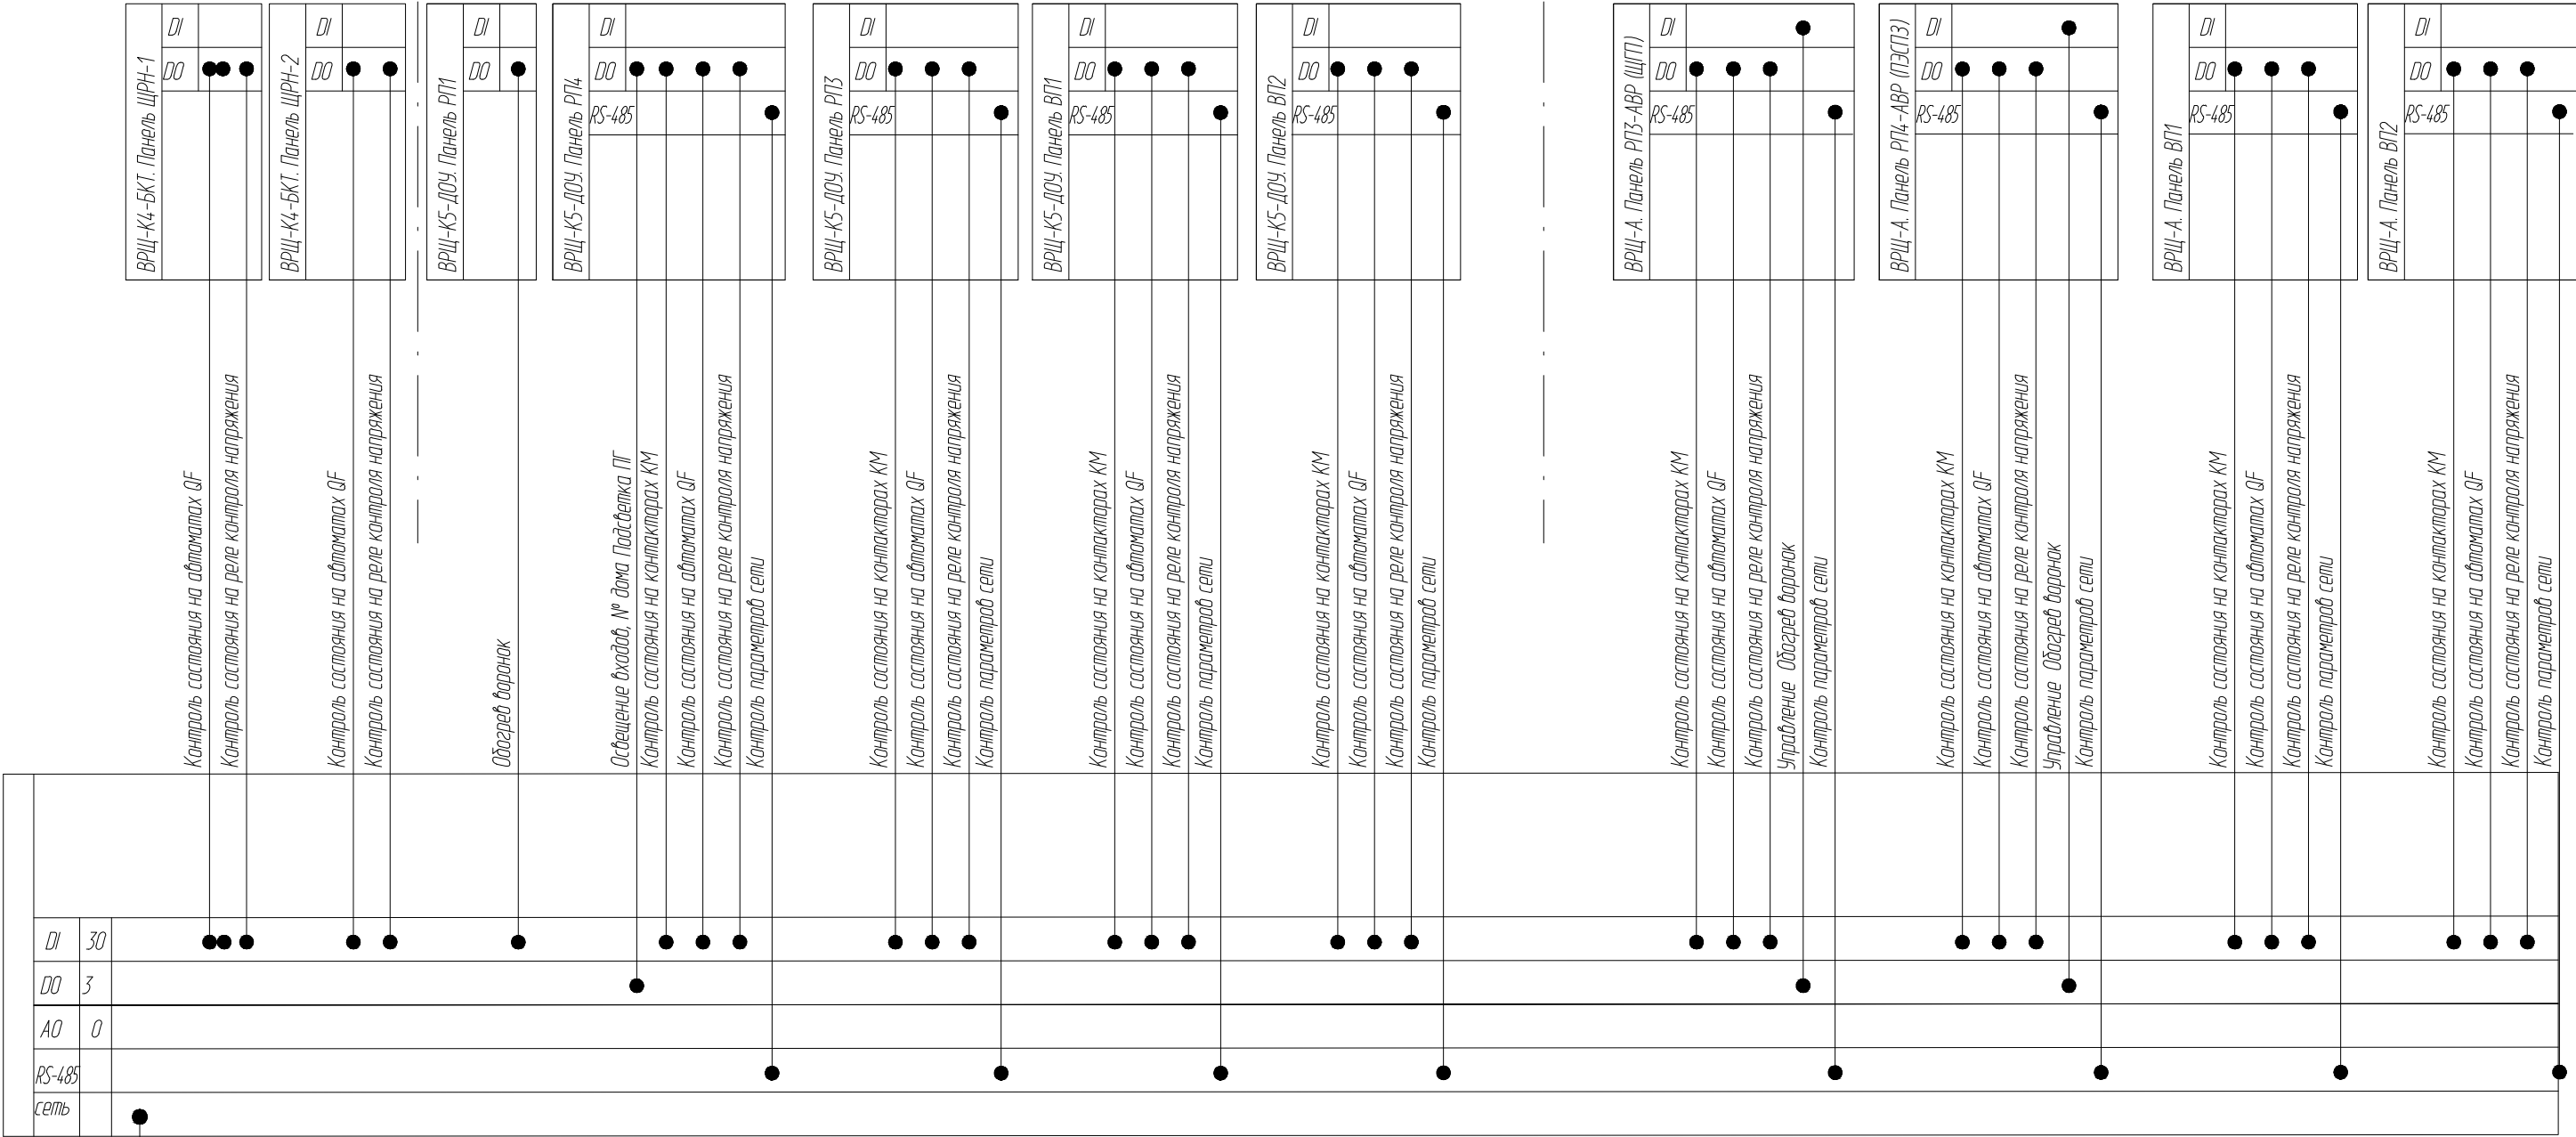 ВРЩ-К4-БКТ. Панель ЩРН-1
DI
DO
ВРЩ-К4-БКТ. Панель ЩРН-2
DI
DO
ВРЩ-К5-ДОУ. Панель РП1
DI
DO
ВРЩ-К5-ДОУ. Панель РП4
DI
DO
RS-485
ВРЩ-К5-ДОУ. Панель РП3
DI
DO
RS-485
ВРЩ-К5-ДОУ. Панель ВП1
DI
DO
RS-485
ВРЩ-К5-ДОУ. Панель ВП2
DI
DO
RS-485
ВРЩ-А. Панель РП3-АВР (ЩГП)
DI
DO
RS-485
ВРЩ-А. Панель РП4-АВР (ПЭСПЗ)
DI
DO
RS-485
ВРЩ-А. Панель ВП1
DI
DO
RS-485
ВРЩ-А. Панель ВП2
DI
DO
RS-485
Контроль состояния на автоматах QF
Контроль состояния на реле контроля напряжения
Контроль состояния на автоматах QF
Контроль состояния на реле контроля напряжения
Обогрев воронок
Освещение входов, № дома Подсветка ПГ
Контроль состояния на контакторах КМ
Контроль состояния на автоматах QF
Контроль состояния на реле контроля напряжения
Контроль параметров сети
Контроль состояния на контакторах КМ
Контроль состояния на автоматах QF
Контроль состояния на реле контроля напряжения
Контроль параметров сети
Контроль состояния на контакторах КМ
Контроль состояния на автоматах QF
Контроль состояния на реле контроля напряжения
Контроль параметров сети
Контроль состояния на контакторах КМ
Контроль состояния на автоматах QF
Контроль состояния на реле контроля напряжения
Контроль параметров сети
Контроль состояния на контакторах КМ
Контроль состояния на автоматах QF
Контроль состояния на реле контроля напряжения
Управление Обогрев воронок
Контроль параметров сети
Контроль состояния на контакторах КМ
Контроль состояния на автоматах QF
Контроль состояния на реле контроля напряжения
Управление Обогрев воронок
Контроль параметров сети
Контроль состояния на контакторах КМ
Контроль состояния на автоматах QF
Контроль состояния на реле контроля напряжения
Контроль параметров сети
Контроль состояния на контакторах КМ
Контроль состояния на автоматах QF
Контроль состояния на реле контроля напряжения
Контроль параметров сети
DI 30
DO 3
AO 0
RS-485
сеть